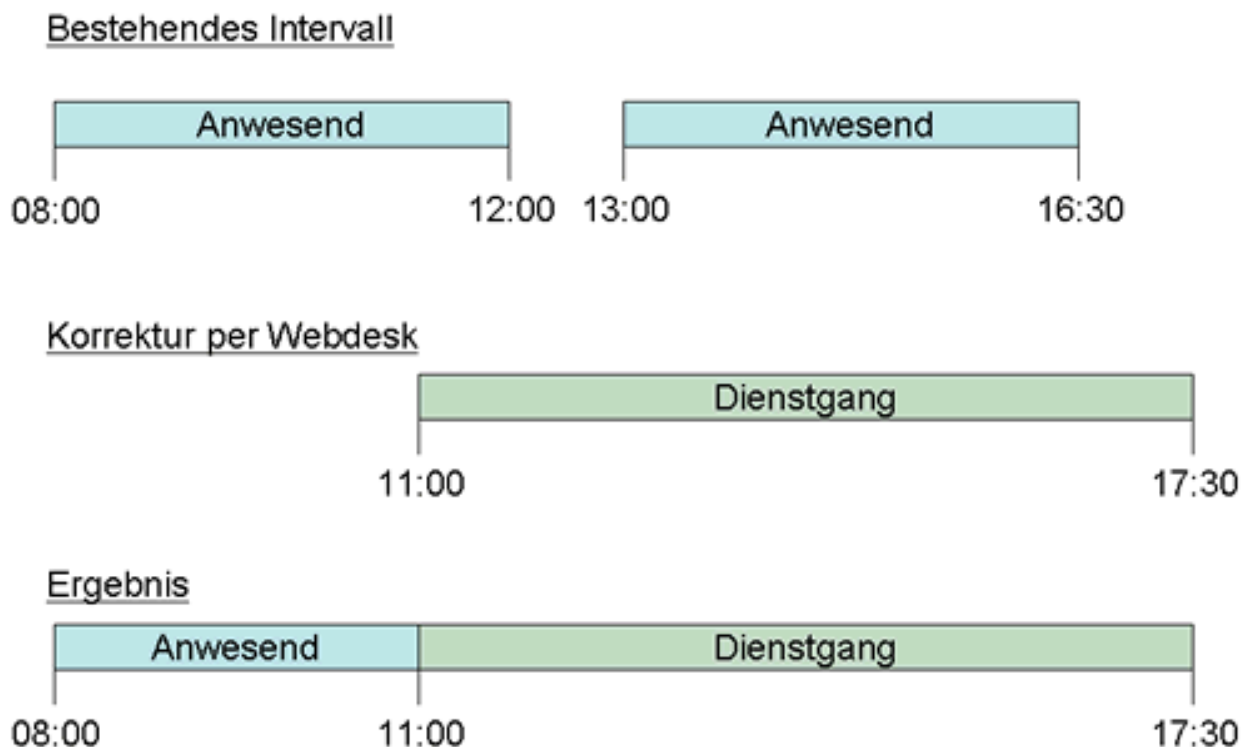 Bestehendes Intervall
Anwesend Anwesend
08:00 12:00 13:00 16:30
Korrektur per Webdesk
Dienstgang
11:00 17:30
Ergebnis
Anwesend Dienstgang
08:00 11:00 17:30